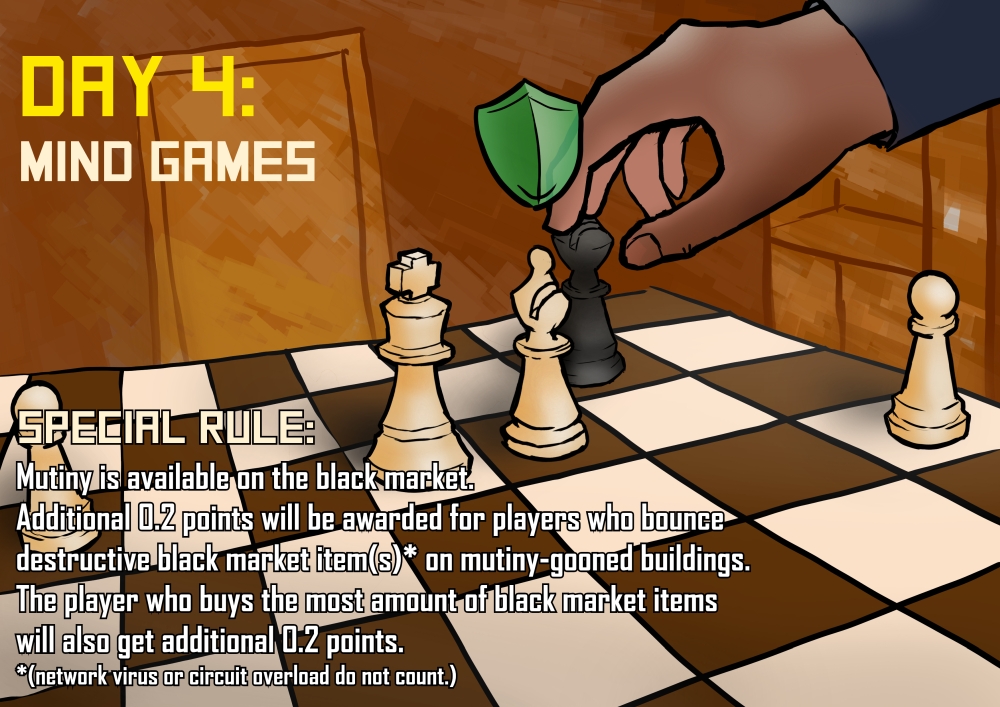 DAY 4:
MIND GAMES
SPECIAL RULE:
Mutiny is available on the black market.
Additional 0.2 points will be awarded for players who bounce
destructive black market item(s)* on mutiny-gooned buildings.
The player who buys the most amount of black market items
will also get additional 0.2 points.
*(network virus or circuit overload do not count.)